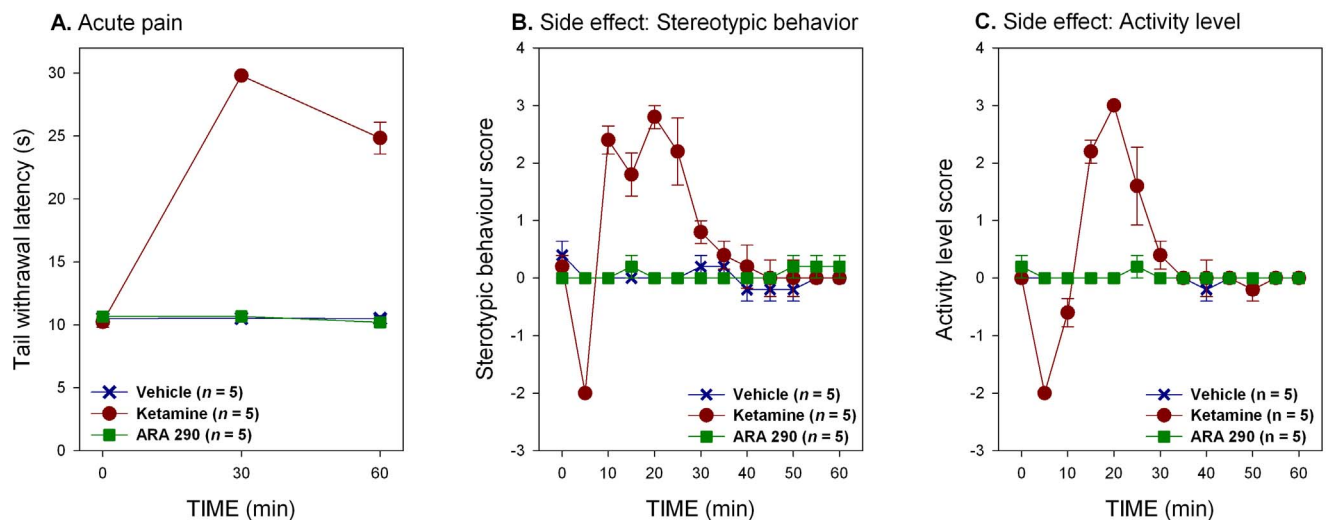 A. Acute pain
Tail withrawal latency (s)
30
25
20
15
10
5
0
Vehicle (n = 5)
Ketamine (n = 5)
ARA 290 (n = 5)
0 30 60
TIME (min)
B. Side effect: Stereotypic behavior
Sterotypic behaviour score
4
3
2
1
0
-1
-2
-3
Vehicle (n = 5)
Ketamine (n = 5)
ARA 290 (n = 5)
0 10 20 30 40 50 60
TIME (min)
C. Side effect: Activity level
Activity level score
4
3
2
1
0
-1
-2
-3
Vehicle (n = 5)
Ketamine (n = 5)
ARA 290 (n = 5)
0 10 20 30 40 50 60
TIME (min)